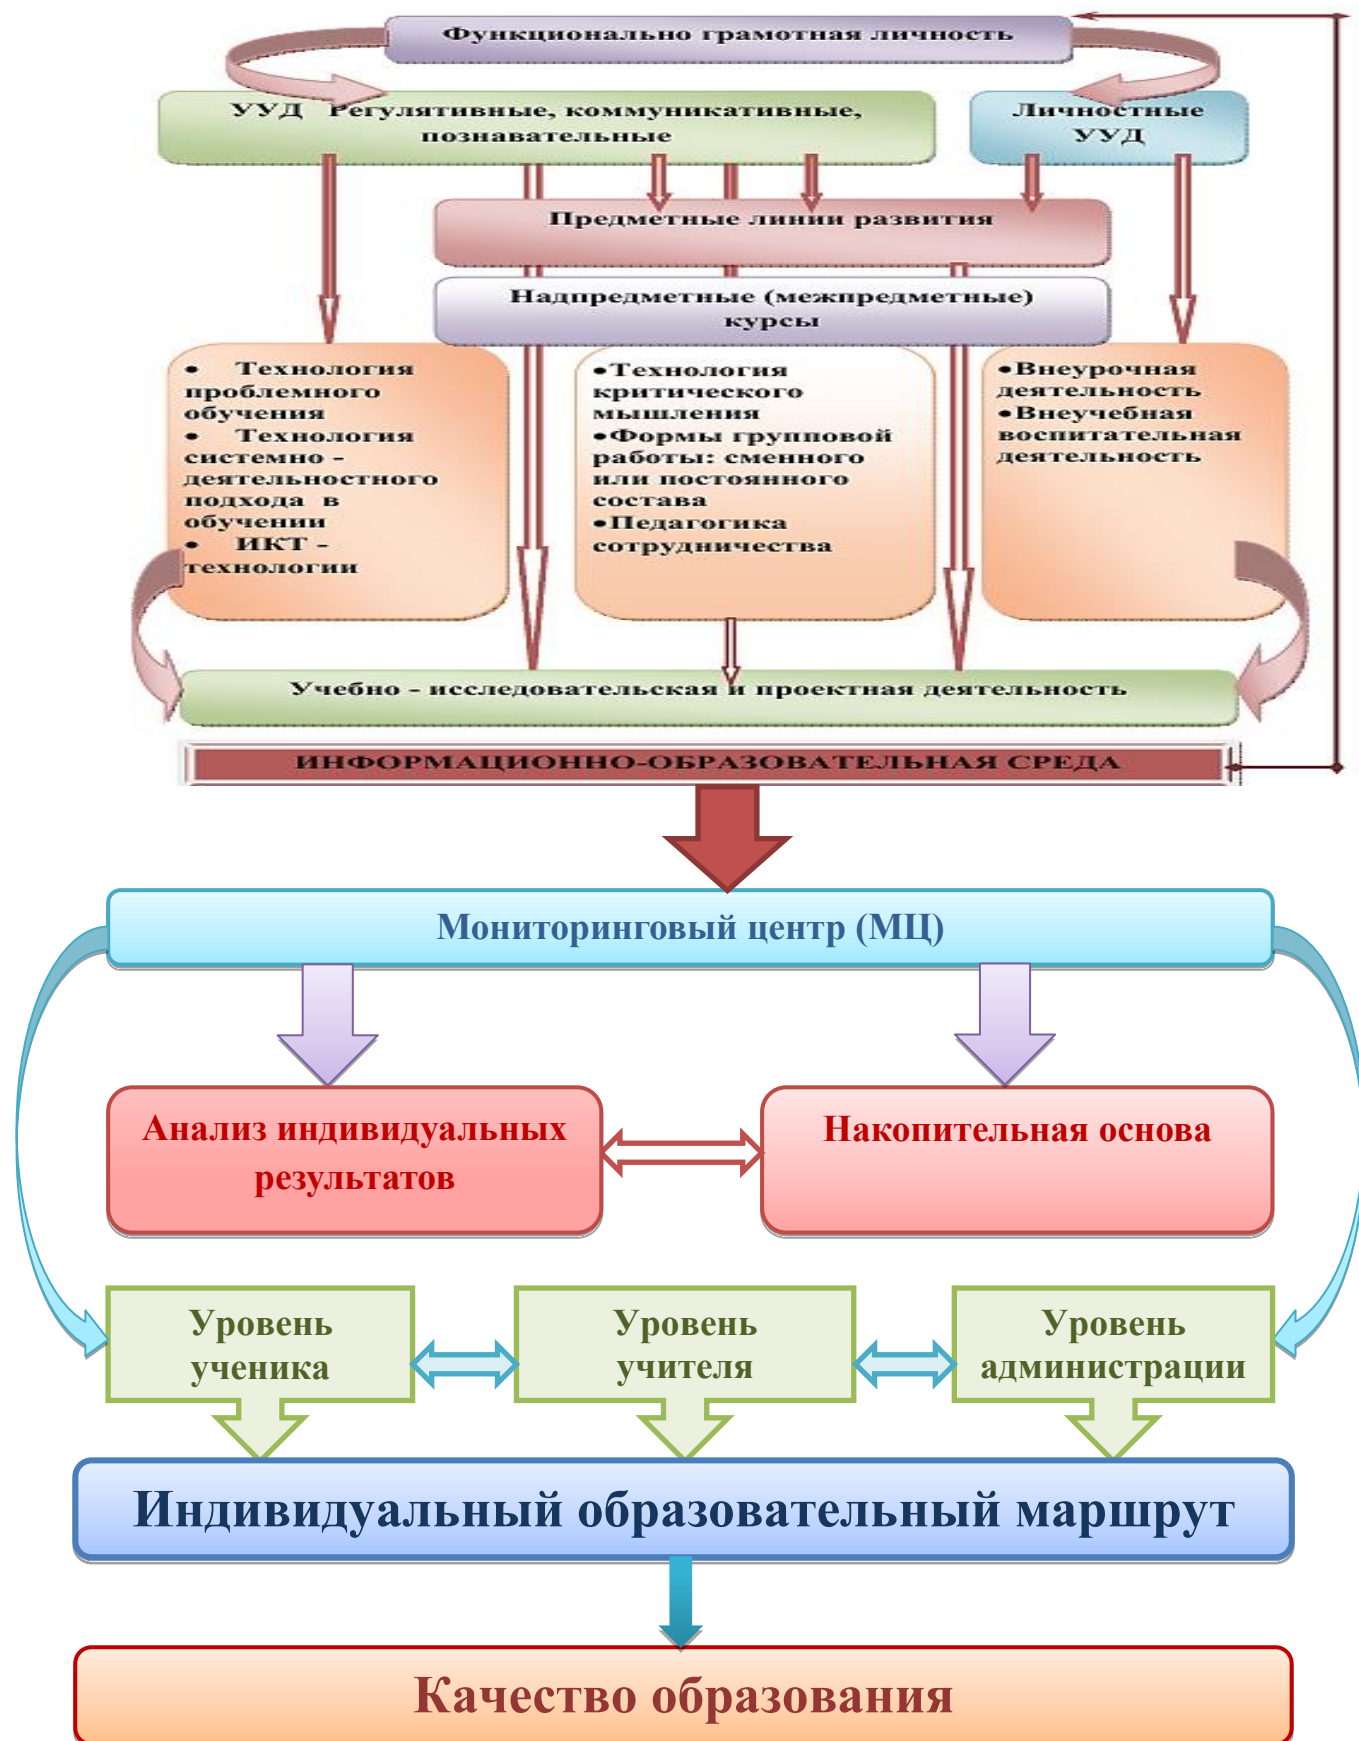 Функционально грамотная личность
УУД Регулятивные, коммуникативные,
познавательные
Личностные
УУД
Предметные линии развития
Надпредметные (межпредметные)
курсы
• Технология
проблемного
обучения
• Технология
системно -
деятельностного
подхода в
обучении
• ИКТ -
технологии
•Технология
критического
мышления
•Формы групповой
работы: сменного
или постоянного
состава
•Педагогика
сотрудничества
•Внеурочная
деятельность
•Внеучебная
воспитательная
деятельность
Учебно - исследовательская и проектная деятельность
ИНФОРМАЦИОННО-ОБРАЗОВАТЕЛЬНАЯ СРЕДА
Мониторинговый центр (МЦ)
Анализ индивидуальных
результатов
Накопительная основа
Уровень
ученика
Уровень
учителя
Уровень
администрации
Индивидуальный образовательный маршрут
Качество образования